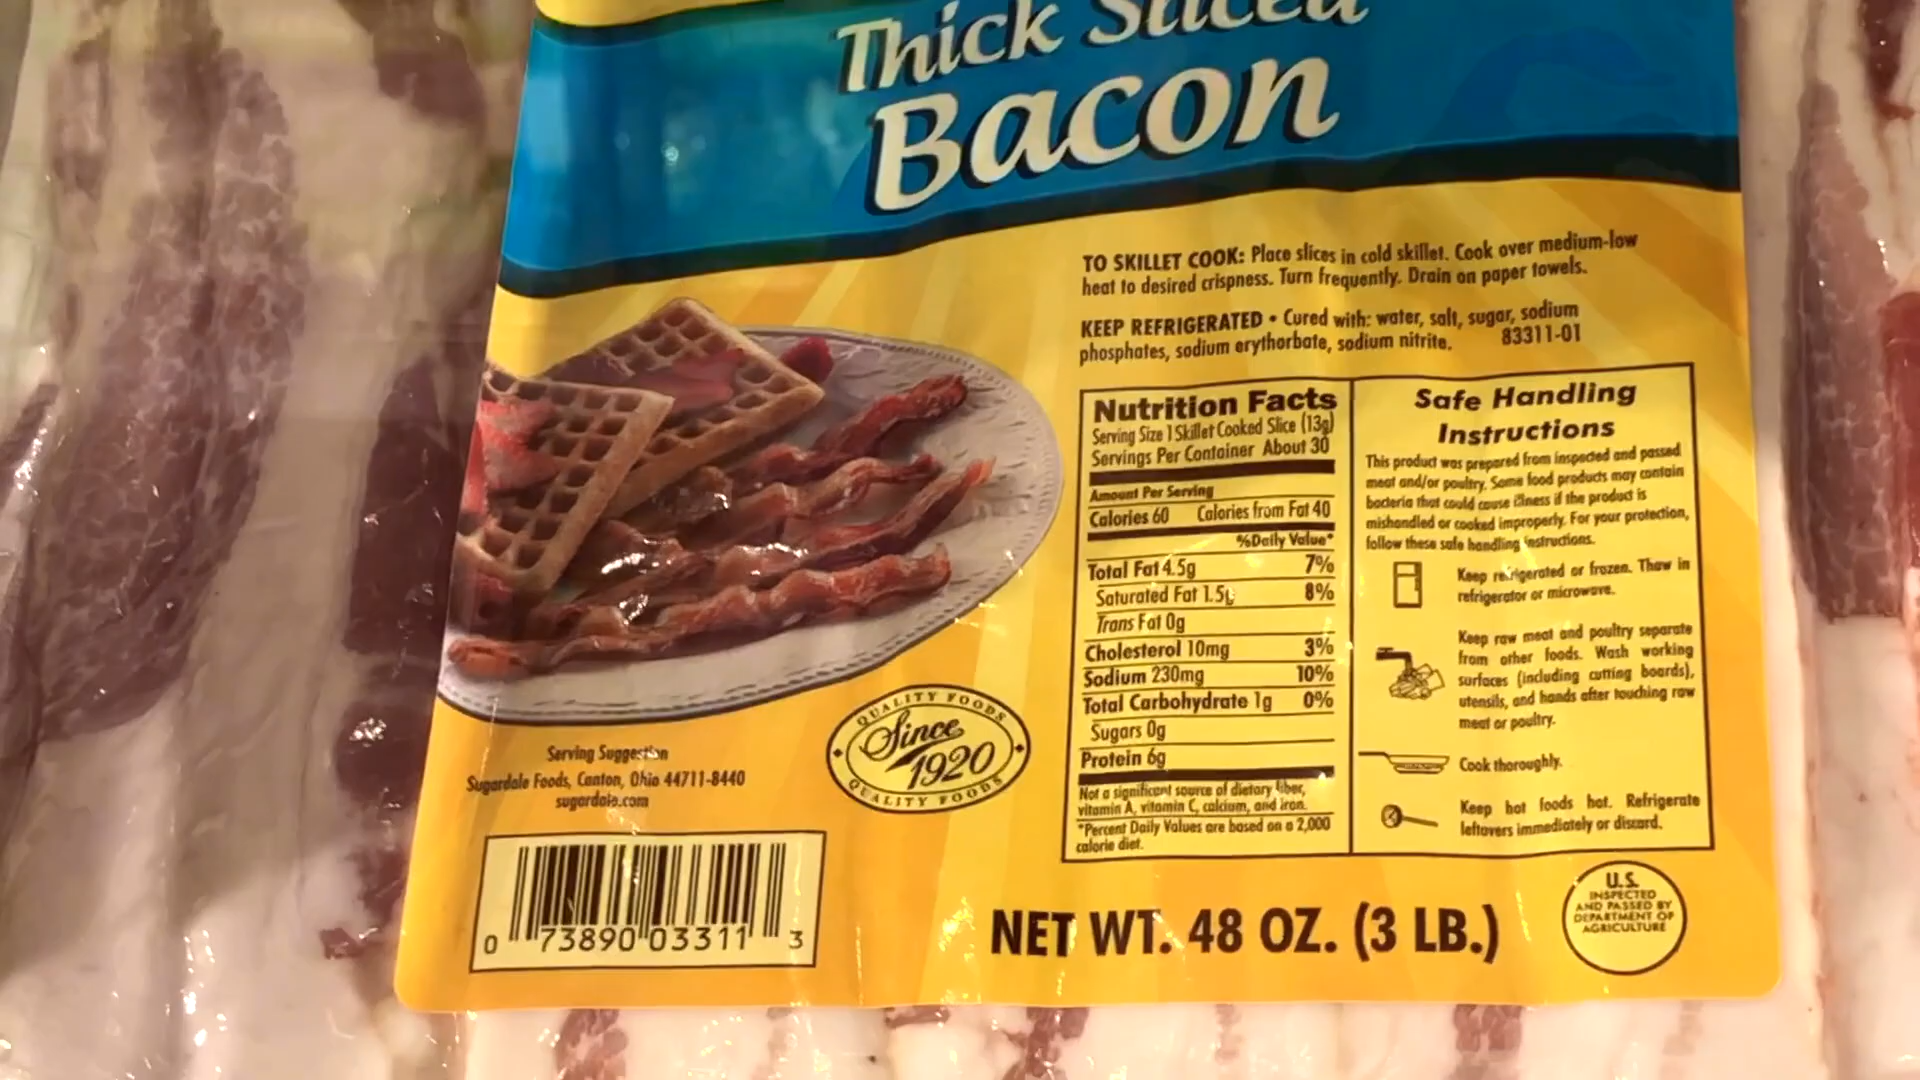 Thick Sliced
Bacon
TO SKILLET COOK: Place slices in cold skillet. Cook over medium-low
heat to desired crispness. Turn frequently. Drain on paper towels.
KEEP REFRIGERATED • Cured with: water, salt, sugar, sodium
phosphates, sodium erythorbate, sodium nitrite.
83311-01
Nutrition Facts
Serving Size 1 Skillet Cooked Slice (13g)
Servings Per Container About 30
Amount Per Serving
Calories 60 Calories from Fat 40
%Daily Value*
Total Fat 4.5g 7%
Saturated Fat 1.5g 8%
Trans Fat 0g
Cholesterol 10mg 3%
Sodium 230mg 10%
Total Carbohydrate 1g 0%
Sugars 0g
Protein 6g
Not a significant source of dietary fiber,
vitamin A, vitamin C, calcium, and iron.
*Percent Daily Values are based on a 2,000
calorie diet.
Safe Handling
Instructions
This product was prepared from inspected and passed
meat and/or poultry. Some food products may contain
bacteria that could cause illness if the product is
mishandled or cooked improperly. For your protection,
follow these safe handling instructions.
Keep refrigerated or frozen. Thaw in
refrigerator or microwave.
Keep raw meat and poultry separate
from other foods. Wash working
surfaces (including cutting boards),
utensils, and hands after touching raw
meat or poultry.
Cook thoroughly.
Keep hot foods hot. Refrigerate
leftovers immediately or discard.
QUALITY FOODS
Since
1920
QUALITY FOODS
Serving Suggestion
Sugardale Foods, Canton, Ohio 44711-8440
sugardale.com
0 73890 03311 3
NET WT. 48 OZ. (3 LB.)
U.S.
INSPECTED
AND PASSED BY
DEPARTMENT OF
AGRICULTURE